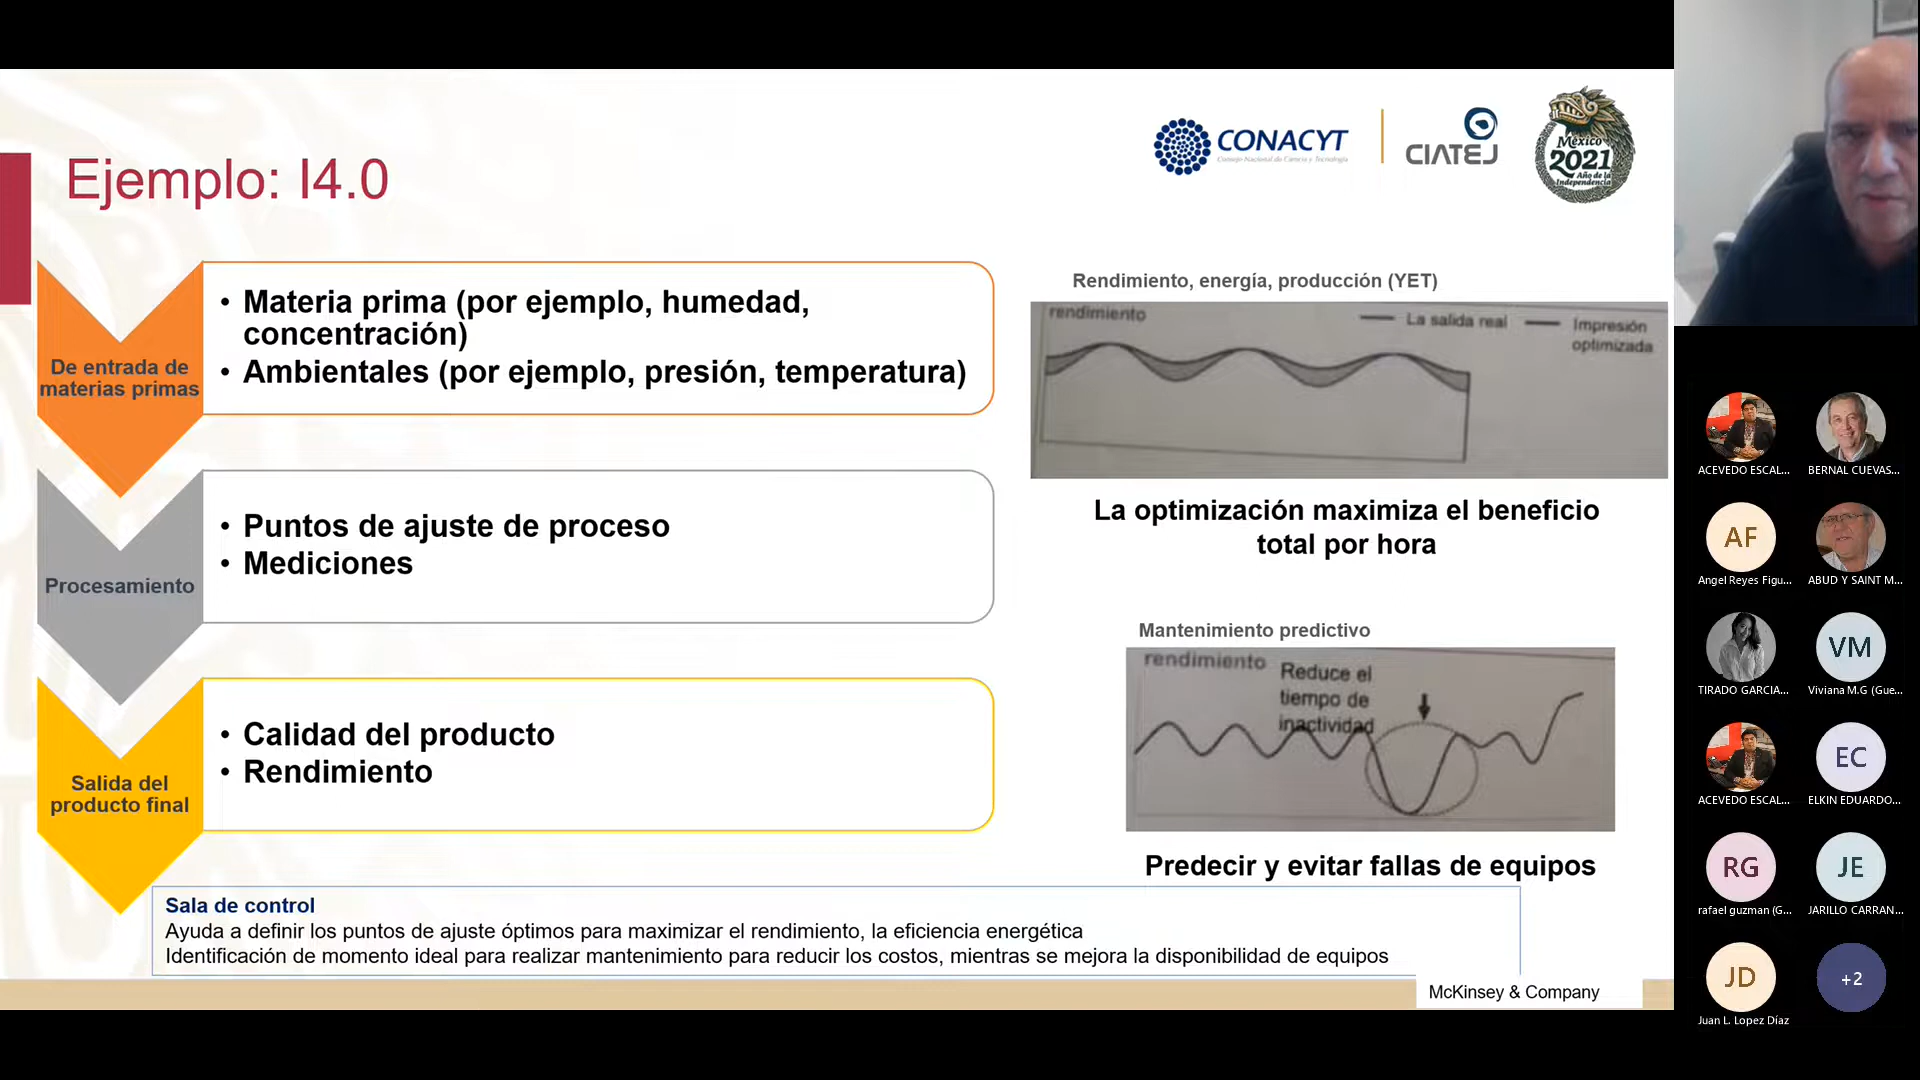 CONACYT
Consejo Nacional de Ciencia y Tecnología
CIATEJ
México
2021
Año de la
Independencia
Ejemplo: I4.0
De entrada de
materias primas
• Materia prima (por ejemplo, humedad,
concentración)
• Ambientales (por ejemplo, presión, temperatura)
Procesamiento
• Puntos de ajuste de proceso
• Mediciones
Salida del
producto final
• Calidad del producto
• Rendimiento
Rendimiento, energía, producción (YET)
rendimiento
La salida real
Impresión
optimizada
La optimización maximiza el beneficio
total por hora
Mantenimiento predictivo
rendimiento
Reduce el
tiempo de
inactividad
Predecir y evitar fallas de equipos
Sala de control
Ayuda a definir los puntos de ajuste óptimos para maximizar el rendimiento, la eficiencia energética
Identificación de momento ideal para realizar mantenimiento para reducir los costos, mientras se mejora la disponibilidad de equipos
McKinsey & Company
ACEVEDO ESCAL...
BERNAL CUEVAS...
AF
Angel Reyes Figu...
ABUD Y SAINT M...
TIRADO GARCIA...
VM
Viviana M.G (Gue...
ACEVEDO ESCAL...
EC
ELKIN EDUARDO...
RG
rafael guzman (G...
JE
JARILLO CARRAN...
JD
Juan L. Lopez Díaz
+2